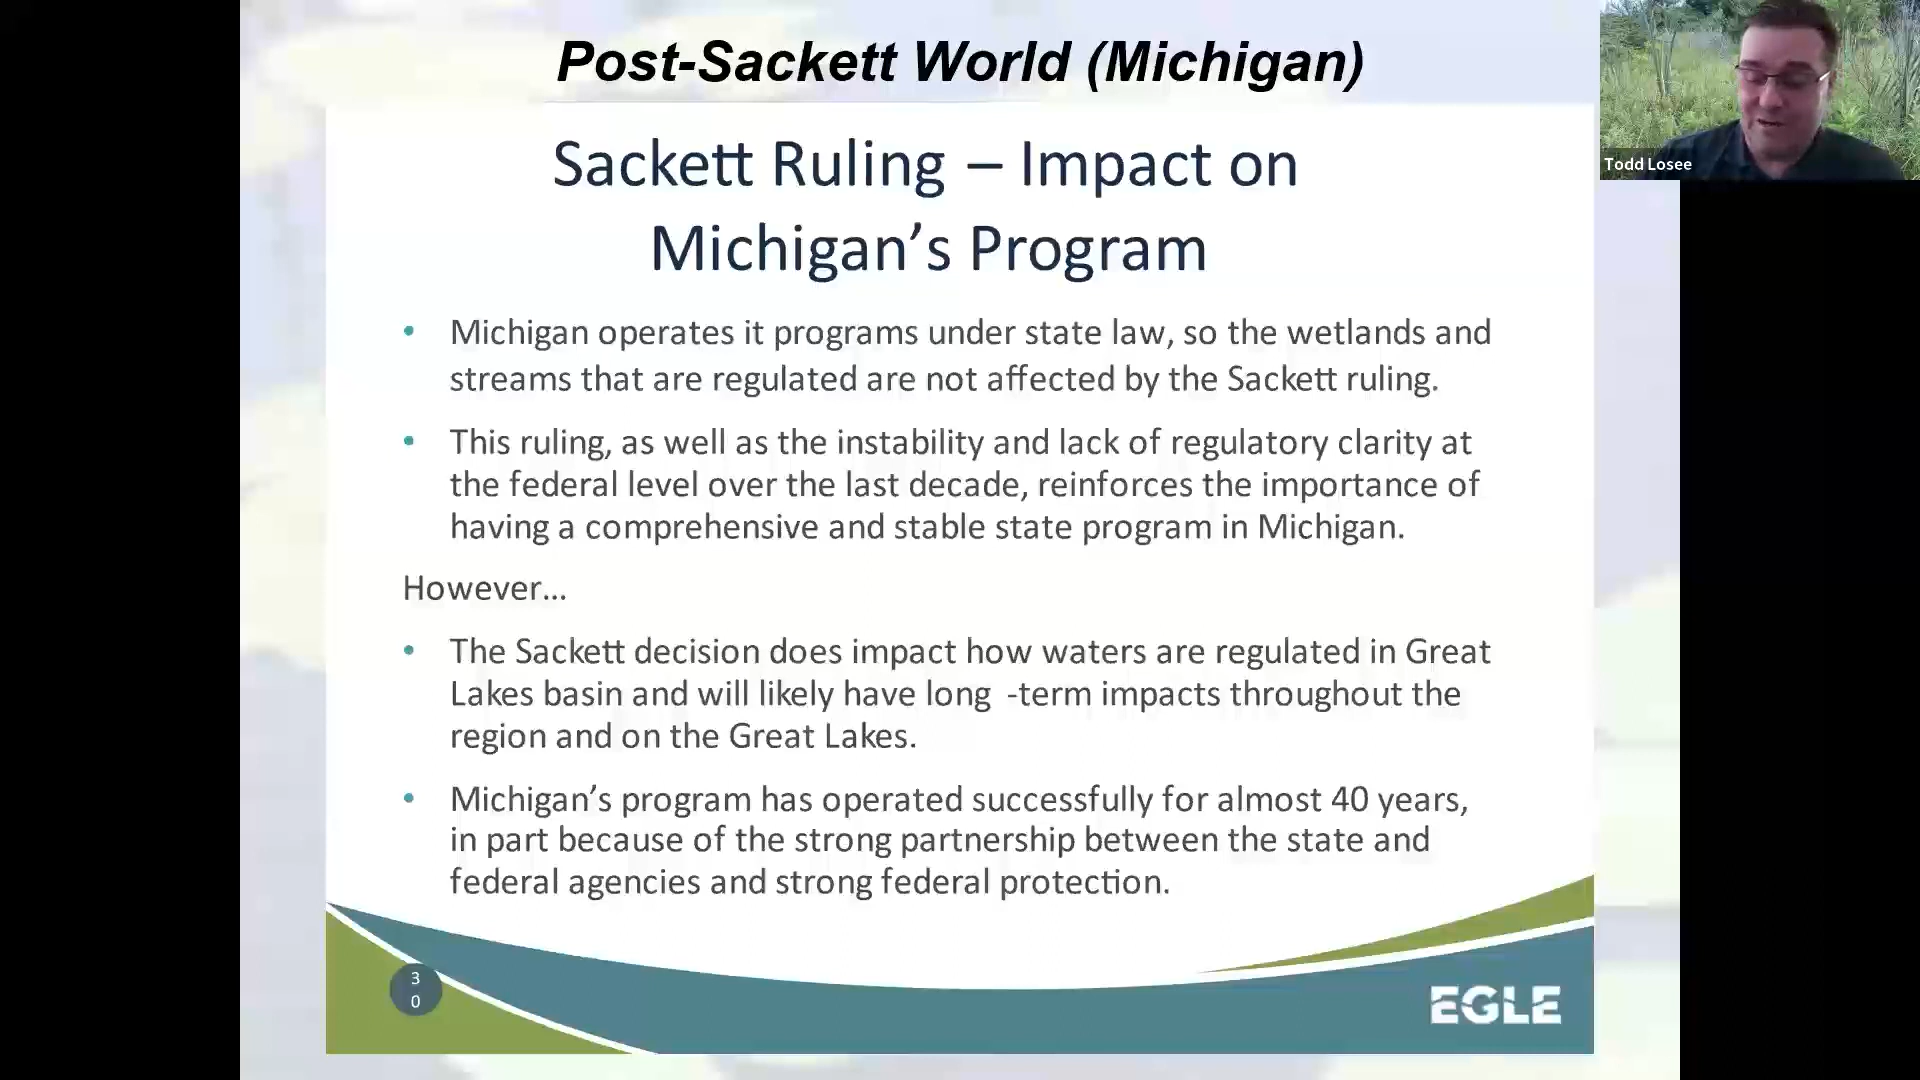 Post-Sackett World (Michigan)
Todd Losee
Sackett Ruling – Impact on
Michigan’s Program
• Michigan operates it programs under state law, so the wetlands and
streams that are regulated are not affected by the Sackett ruling.
• This ruling, as well as the instability and lack of regulatory clarity at
the federal level over the last decade, reinforces the importance of
having a comprehensive and stable state program in Michigan.
However...
• The Sackett decision does impact how waters are regulated in Great
Lakes basin and will likely have long -term impacts throughout the
region and on the Great Lakes.
• Michigan’s program has operated successfully for almost 40 years,
in part because of the strong partnership between the state and
federal agencies and strong federal protection.
3
0
EGLE